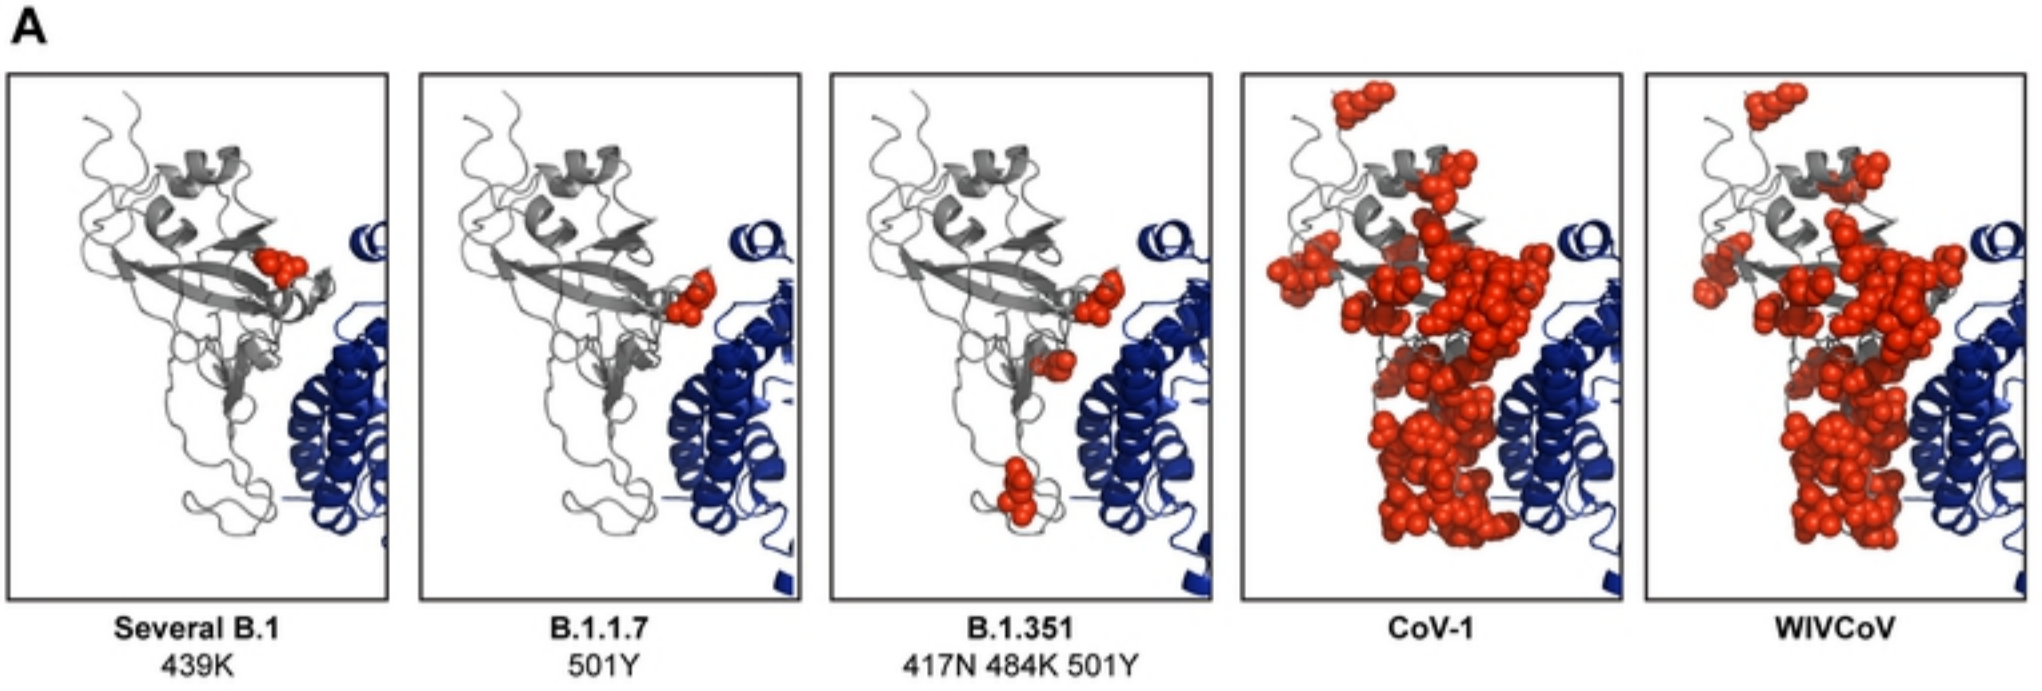 A
Several B.1
439K
B.1.1.7
501Y
B.1.351
417N 484K 501Y
CoV-1
WIVCoV